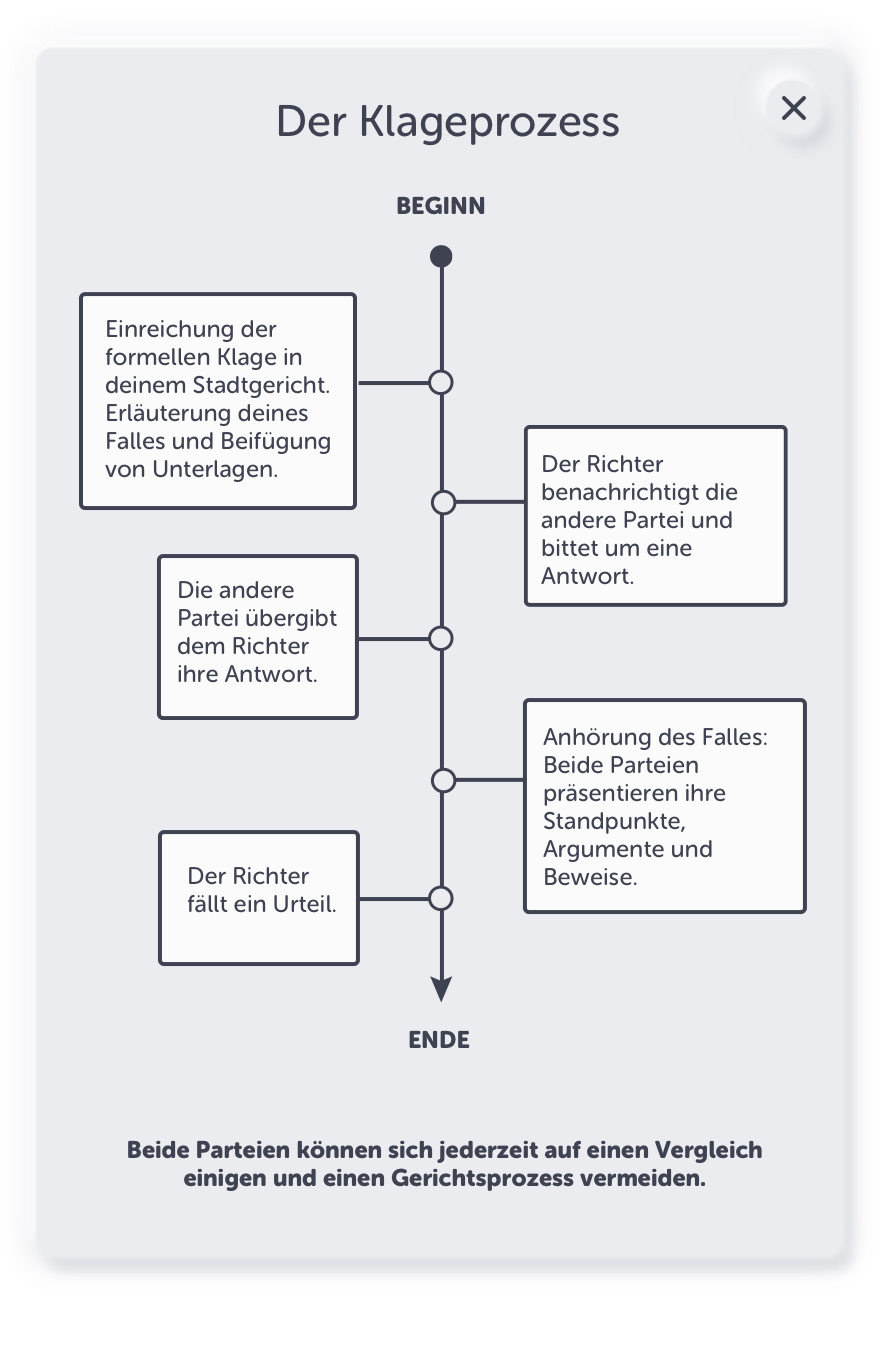 Der Klageprozess
BEGINN
Einreichung der
formellen Klage in
deinem Stadtgericht.
Erläuterung deines
Falles und Beifügung
von Unterlagen.
Der Richter
benachrichtigt die
andere Partei und
bittet um eine
Antwort.
Die andere
Partei übergibt
dem Richter
ihre Antwort.
Anhörung des Falles:
Beide Parteien
präsentieren ihre
Standpunkte,
Argumente und
Beweise.
Der Richter
fällt ein Urteil.
ENDE
Beide Parteien können sich jederzeit auf einen Vergleich
einigen und einen Gerichtsprozess vermeiden.